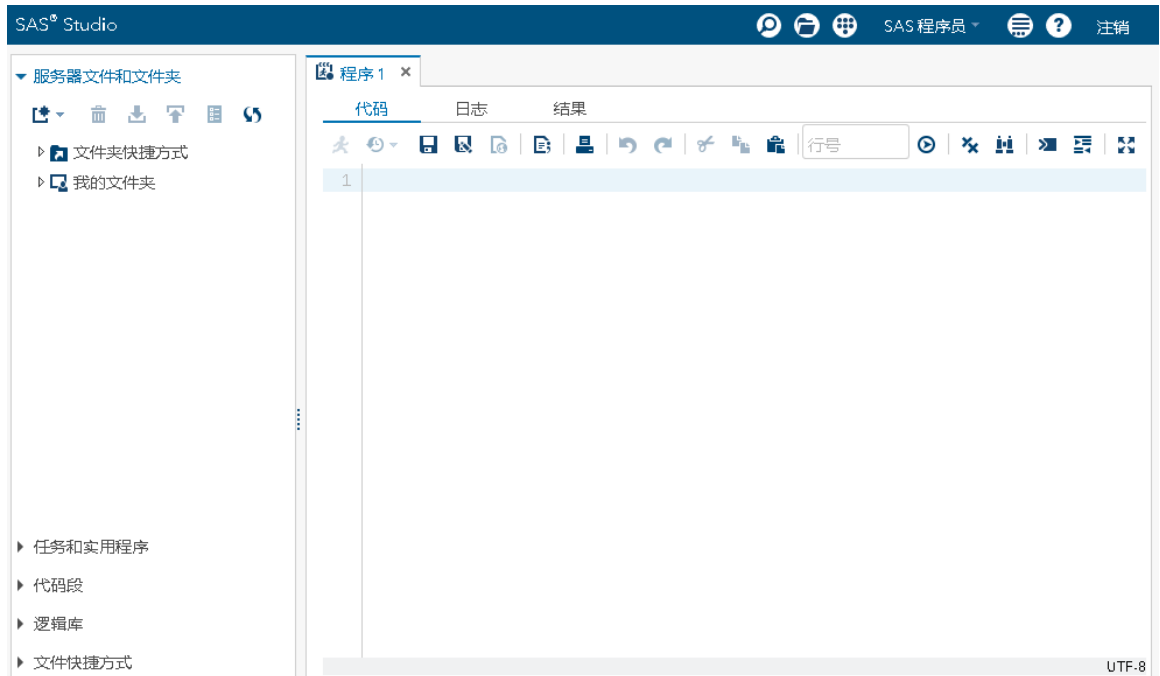 SAS® Studio SAS 程序员 注销
服务器文件和文件夹
文件夹快捷方式
我的文件夹
任务和实用程序
代码段
逻辑库
文件快捷方式
程序 1
代码 日志 结果
行号
1
UTF-8